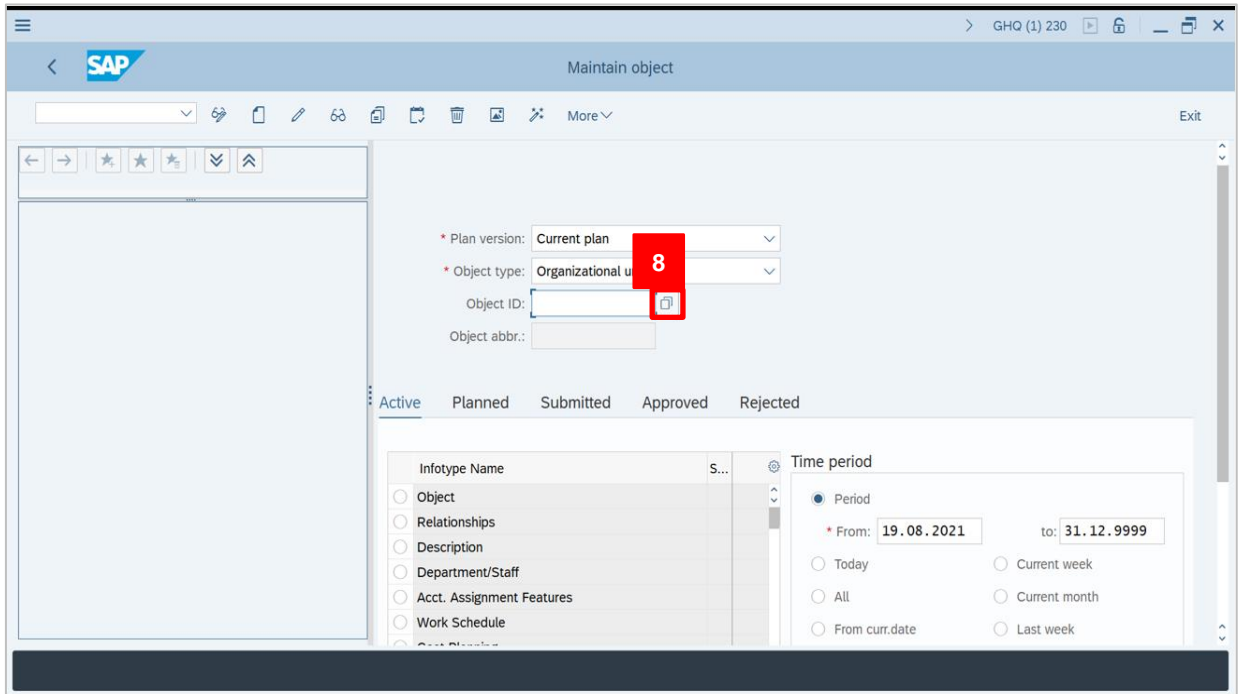 GHQ (1) 230
SAP
Maintain object
More
Exit
* Plan version: Current plan
8
* Object type: Organizational u
Object ID:
Object abbr.:
Active Planned Submitted Approved Rejected
Infotype Name S...
Object
Relationships
Description
Department/Staff
Acct. Assignment Features
Work Schedule
Cost Planning
Time period
Period
* From: 19.08.2021 to: 31.12.9999
Today Current week
All Current month
From curr.date Last week